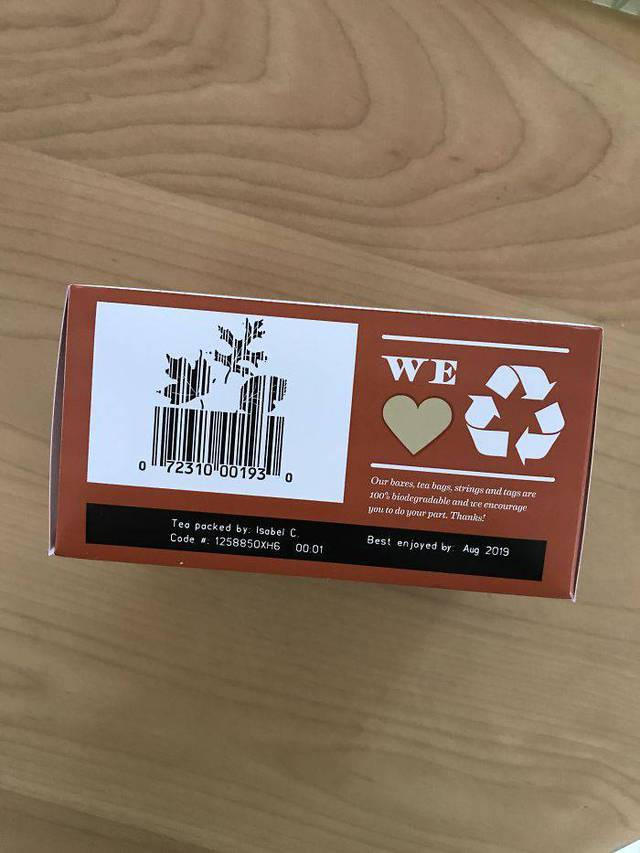 0 72310 00193 0
WE
Our boxes, tea bags, strings and tags are
100% biodegradable and we encourage
you to do your part. Thanks!
Tea packed by: Isabel C.
Code #: 1258850XH6 00:01
Best enjoyed by: Aug 2019